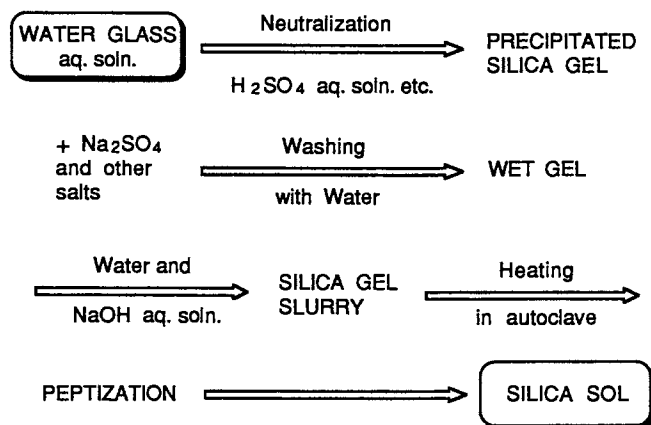 WATER GLASS
aq. soln.
Neutralization
H2SO4 aq. soln. etc.
PRECIPITATED
SILICA GEL
+ Na2SO4
and other
salts
Washing
with Water
WET GEL
Water and
NaOH aq. soln.
SILICA GEL
SLURRY
Heating
in autoclave
PEPTIZATION
SILICA SOL